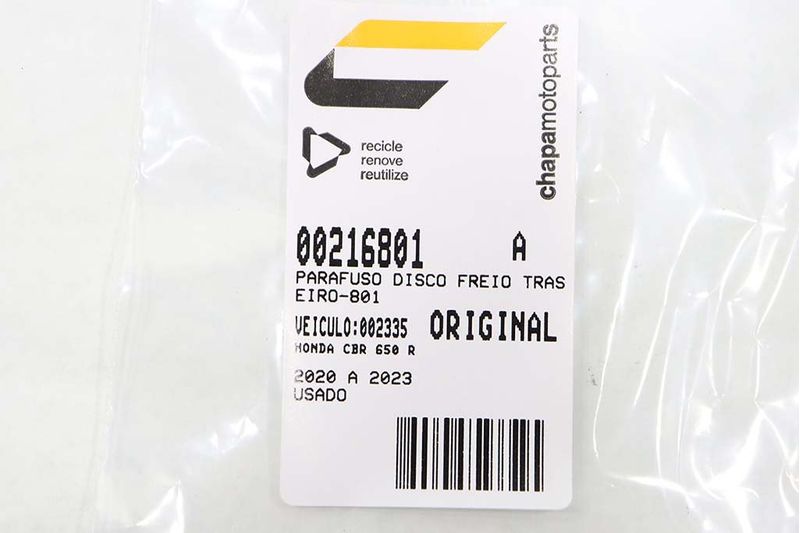 chapamotoparts
recicle
renove
reutilize
00216801 A
PARAFUSO DISCO FREIO TRAS
EIRO-801
VEICULO:002335 ORIGINAL
HONDA CBR 650 R
2020 A 2023
USADO